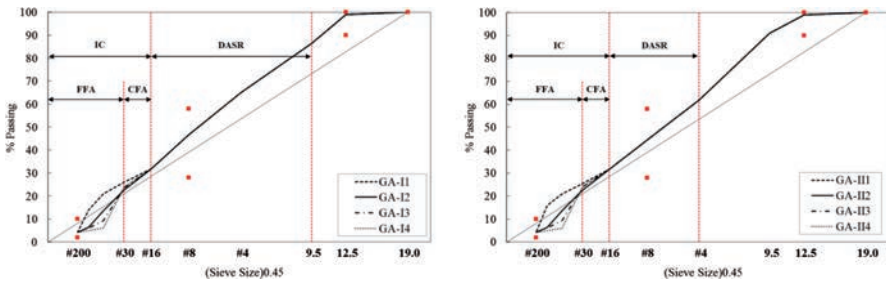 100
90
80
70
60
50
40
30
20
10
0
% Passing
IC
DASR
FFA
CFA
GA-I1
GA-I2
GA-I3
GA-I4
#200
#30
#16
#8
#4
9.5
12.5
19.0
(Sieve Size)0.45
100
90
80
70
60
50
40
30
20
10
0
% Passing
IC
DASR
FFA
CFA
GA-II1
GA-II2
GA-II3
GA-II4
#200
#30
#16
#8
#4
9.5
12.5
19.0
(Sieve Size)0.45